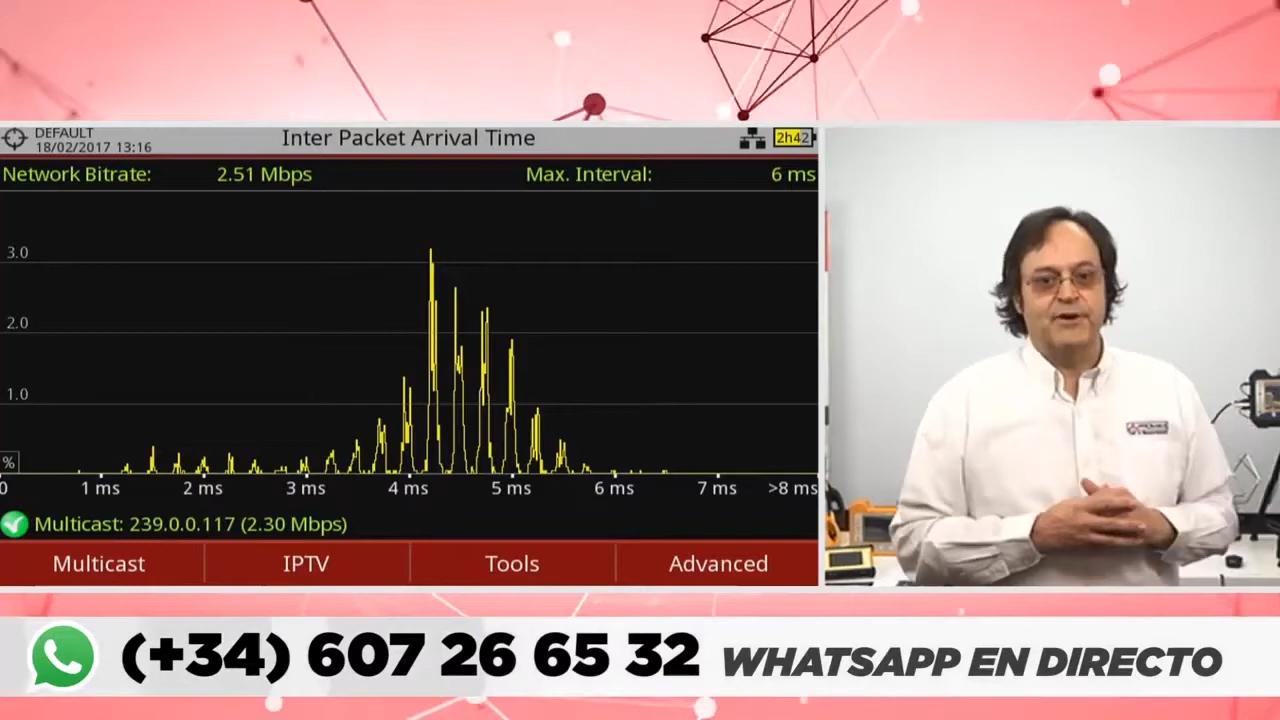 DEFAULT
18/02/2017 13:16
Inter Packet Arrival Time
2h42
Network Bitrate: 2.51 Mbps Max. Interval: 6 ms
3.0
2.0
1.0
%
0 1 ms 2 ms 3 ms 4 ms 5 ms 6 ms 7 ms >8 ms
Multicast: 239.0.0.117 (2.30 Mbps)
Multicast IPTV Tools Advanced
(+34) 607 26 65 32 WHATSAPP EN DIRECTO